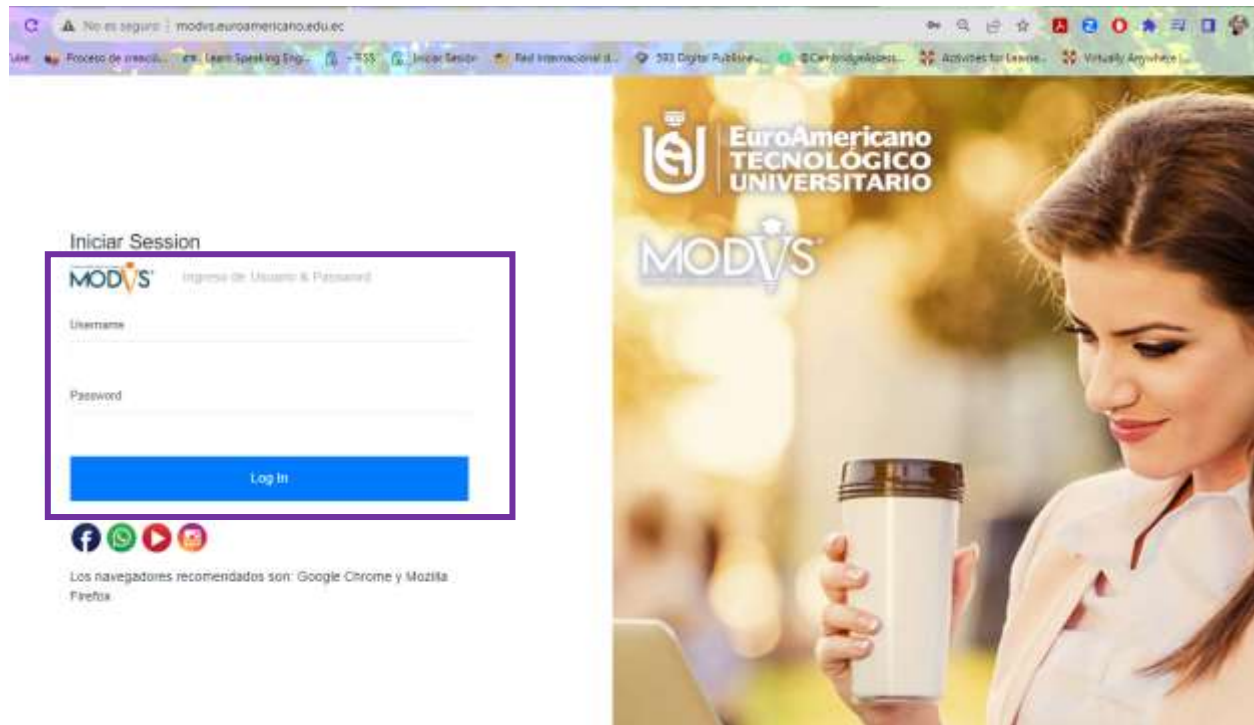 No es seguro modvs.euroamericano.edu.ec
Proceso de creació... Learn Speaking Eng... -ESS- Iniciar Sesión Red Internacional d... 593 Digital Publishe... @CambridgeAssess... Activities for Learne... Virtually Anywhere |...
EuroAmericano
TECNOLÓGICO
UNIVERSITARIO
MODVS
Iniciar Session
MODVS Ingreso de Usuario & Password
Username
Password
Log In
Los navegadores recomendados son: Google Chrome y Mozilla
Firefox